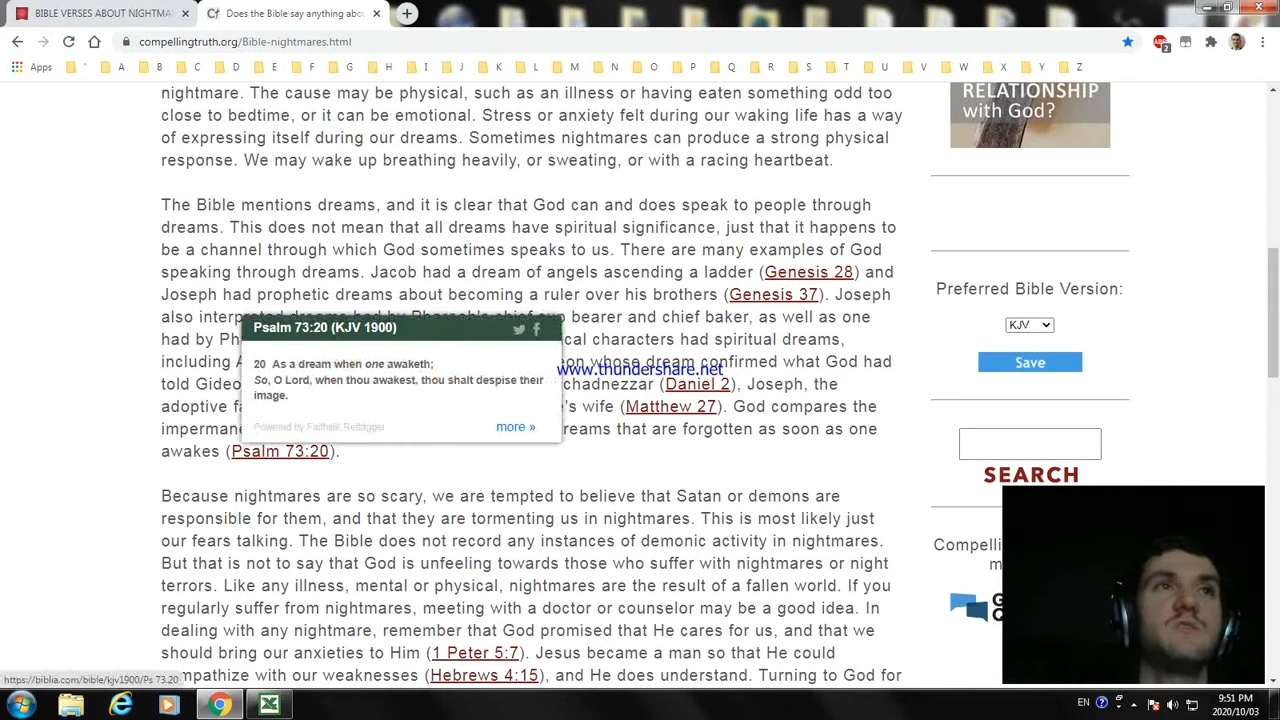 BIBLE VERSES ABOUT NIGHTMA
Does the Bible say anything abou
compellingtruth.org/Bible-nightmares.html
2
Apps ' A B C D E F G H I J K L M N O P Q R S T U V W X Y Z
nightmare. The cause may be physical, such as an illness or having eaten something odd too
close to bedtime, or it can be emotional. Stress or anxiety felt during our waking life has a way
of expressing itself during our dreams. Sometimes nightmares can produce a strong physical
response. We may wake up breathing heavily, or sweating, or with a racing heartbeat.
The Bible mentions dreams, and it is clear that God can and does speak to people through
dreams. This does not mean that all dreams have spiritual significance, just that it happens to
be a channel through which God sometimes speaks to us. There are many examples of God
speaking through dreams. Jacob had a dream of angels ascending a ladder (Genesis 28) and
Joseph had prophetic dreams about becoming a ruler over his brothers (Genesis 37). Joseph
also interpreted dreams had by Pharaoh's chief cup bearer and chief baker, as well as one
had by Ph
cal characters had spiritual dreams,
including A
on whose dream confirmed what God had
told Gideo
chadnezzar (Daniel 2), Joseph, the
adoptive fa
e's wife (Matthew 27). God compares the
imperman
reams that are forgotten as soon as one
awakes (Psalm 73:20).
Psalm 73:20 (KJV 1900)
20 As a dream when one awaketh;
So, O Lord, when thou awakest, thou shalt despise their
image.
Powered by Faithlife Reftagger
more »
www.thundershare.net
Because nightmares are so scary, we are tempted to believe that Satan or demons are
responsible for them, and that they are tormenting us in nightmares. This is most likely just
our fears talking. The Bible does not record any instances of demonic activity in nightmares.
But that is not to say that God is unfeeling towards those who suffer with nightmares or night
terrors. Like any illness, mental or physical, nightmares are the result of a fallen world. If you
regularly suffer from nightmares, meeting with a doctor or counselor may be a good idea. In
dealing with any nightmare, remember that God promised that He cares for us, and that we
should bring our anxieties to Him (1 Peter 5:7). Jesus became a man so that He could
mpathize with our weaknesses (Hebrews 4:15), and He does understand. Turning to God for
RELATIONSHIP
with God?
Preferred Bible Version:
KJV
Save
SEARCH
Compelli
m
G
Q
https://biblia.com/bible/kjv1900/Ps 73.20
EN
9:51 PM
2020/10/03